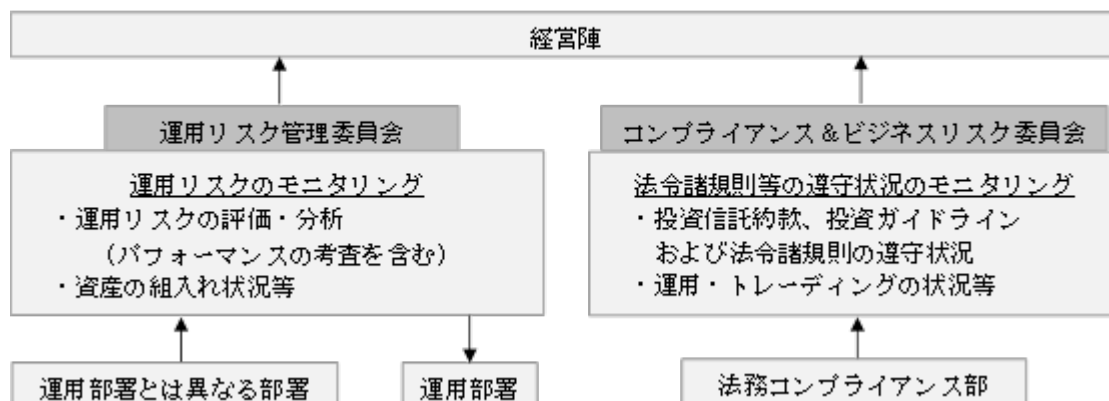 経営陣
運用リスク管理委員会
運用リスクのモニタリング
・運用リスクの評価・分析
（パフォーマンスの考査を含む）
・資産の組入れ状況等
運用部署とは異なる部署
運用部署
コンプライアンス＆ビジネスリスク委員会
法令諸規則等の遵守状況のモニタリング
・投資信託約款、投資ガイドライン
および法令諸規則の遵守状況
・運用・トレーディングの状況等
法務コンプライアンス部